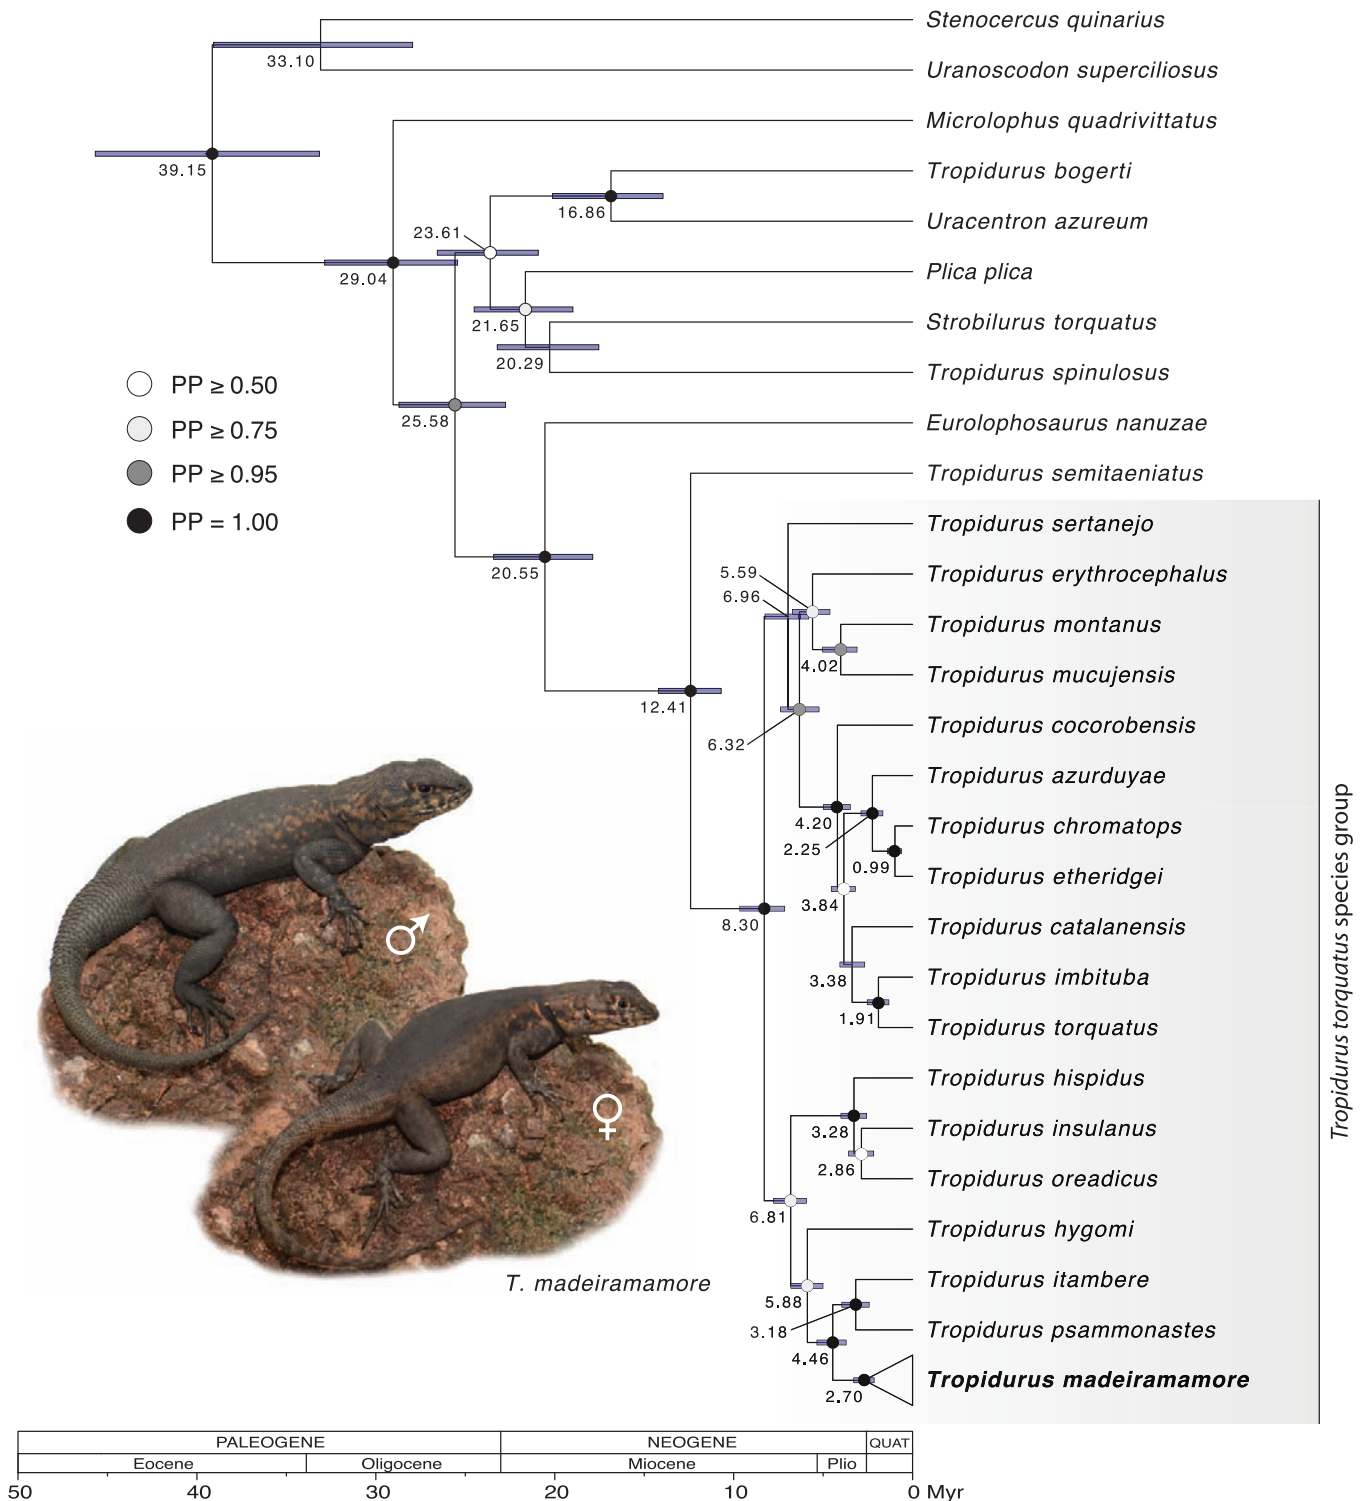 Stenocercus quinarius
33.10
Uranoscodon superciliosus
Microlophus quadrivittatus
39.15
Tropidurus bogerti
16.86
Uracentron azureum
23.61
29.04
Plica plica
21.65
Strobilurus torquatus
20.29
Tropidurus spinulosus
PP ≥ 0.50
PP ≥ 0.75
PP ≥ 0.95
PP = 1.00
25.58
Eurolophosaurus nanuzae
Tropidurus semitaeniatus
Tropidurus sertanejo
20.55
5.59
Tropidurus erythrocephalus
6.96
Tropidurus montanus
4.02
Tropidurus mucujensis
12.41
6.32
Tropidurus cocorobensis
Tropidurus azurduyae
4.20
2.25
Tropidurus chromatops
0.99
Tropidurus etheridgei
3.84
8.30
Tropidurus catalanensis
3.38
Tropidurus imbituba
1.91
Tropidurus torquatus
Tropidurus hispidus
3.28
Tropidurus insulanus
2.86
Tropidurus oreadicus
6.81
Tropidurus hygomi
Tropidurus itambere
5.88
3.18
Tropidurus psammonastes
4.46
Tropidurus madeiramamore
2.70
Tropidurus torquatus species group
♂
♀
T. madeiramamore
PALEOGENE NEOGENE QUAT
Eocene Oligocene Miocene Plio
50 40 30 20 10 0 Myr